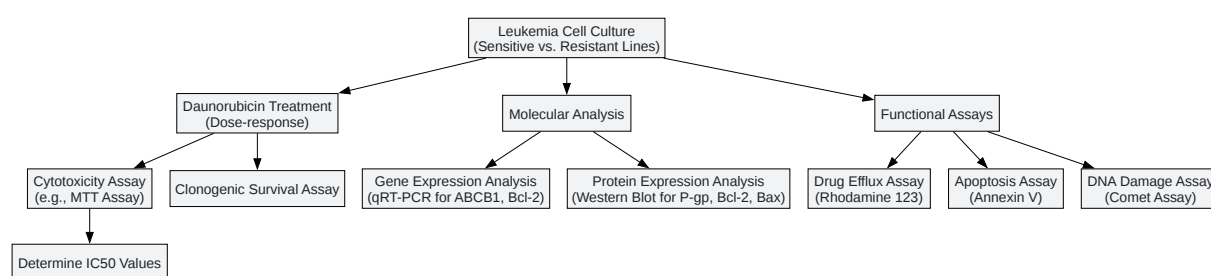 Leukemia Cell Culture
(Sensitive vs. Resistant Lines)
Daunorubicin Treatment
(Dose-response)
Molecular Analysis
Functional Assays
Cytotoxicity Assay
(e.g., MTT Assay)
Clonogenic Survival Assay
Gene Expression Analysis
(qRT-PCR for ABCB1, Bcl-2)
Protein Expression Analysis
(Western Blot for P-gp, Bcl-2, Bax)
Drug Efflux Assay
(Rhodamine 123)
Apoptosis Assay
(Annexin V)
DNA Damage Assay
(Comet Assay)
Determine IC50 Values